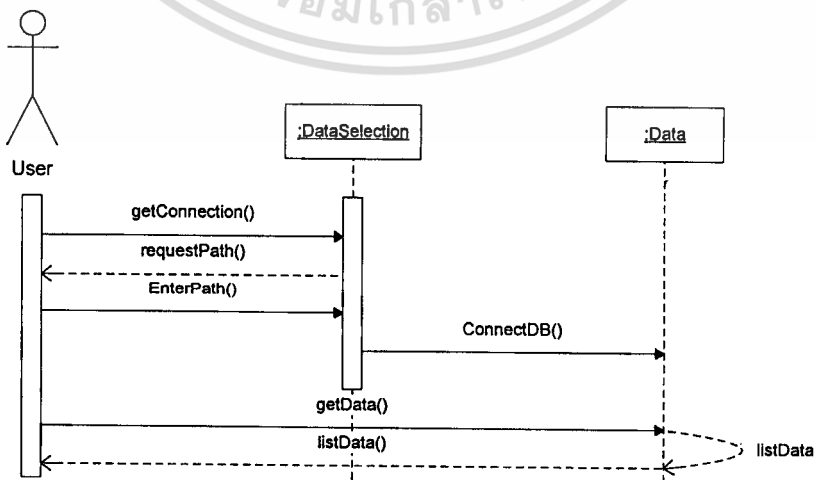 :DataSelection
:Data
User
getConnection()
requestPath()
EnterPath()
ConnectDB()
getData()
listData()
listData